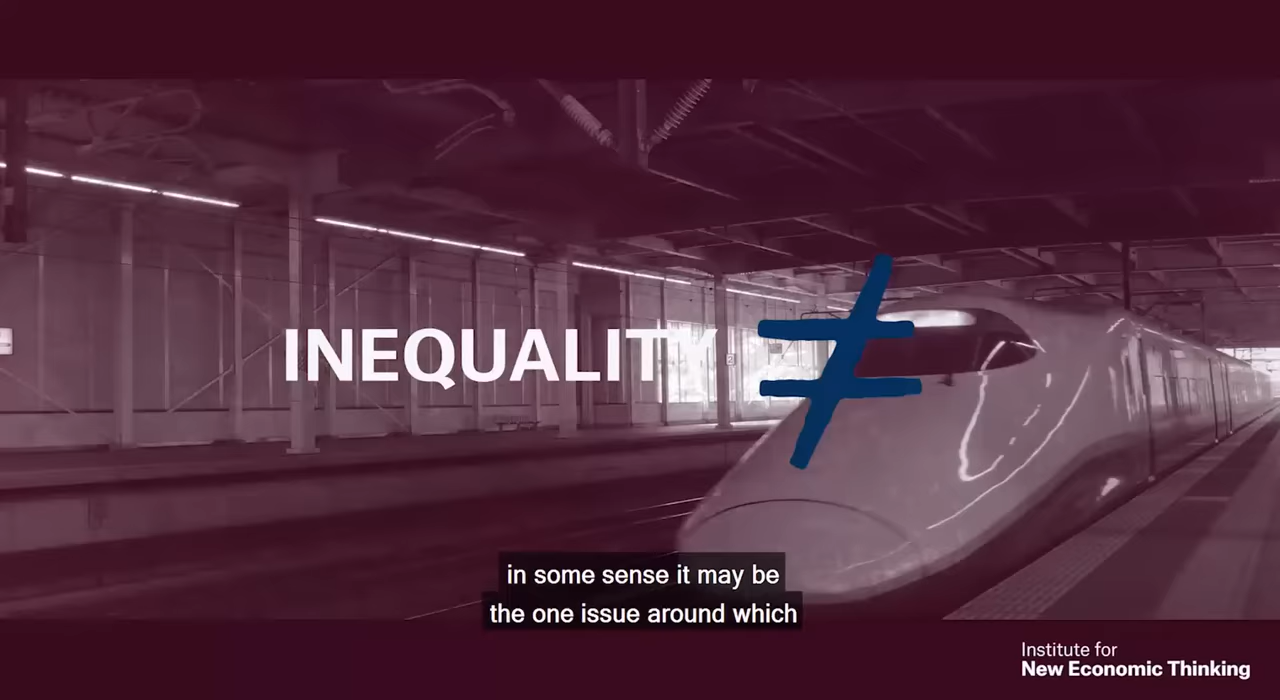 INEQUALITY ≠
in some sense it may be
the one issue around which
Institute for
New Economic Thinking